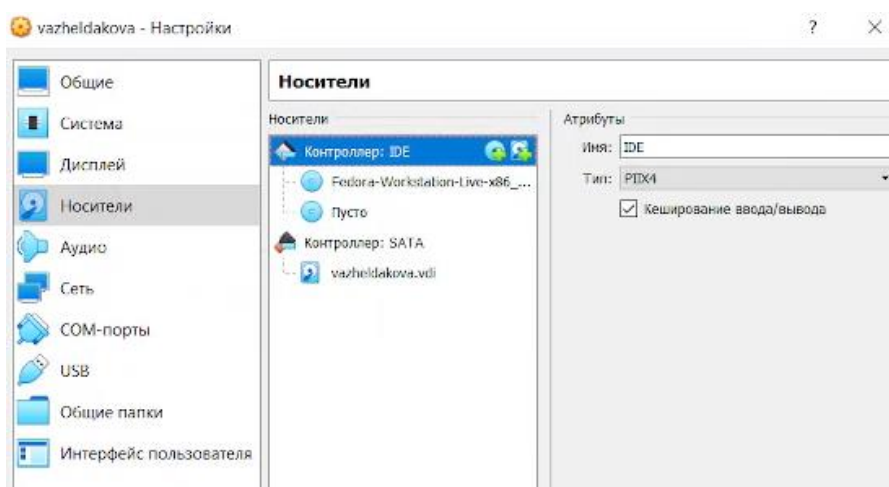 vazheldakova - Настройки
?
Общие
Система
Дисплей
Носители
Аудио
Сеть
COM-порты
USB
Общие папки
Интерфейс пользователя
Носители
Носители
Контроллер: IDE
Fedora-Workstation-Live-x86_...
Пусто
Контроллер: SATA
vazheldakova.vdi
Атрибуты
Имя: IDE
Тип: PIIX4
Кеширование ввода/вывода